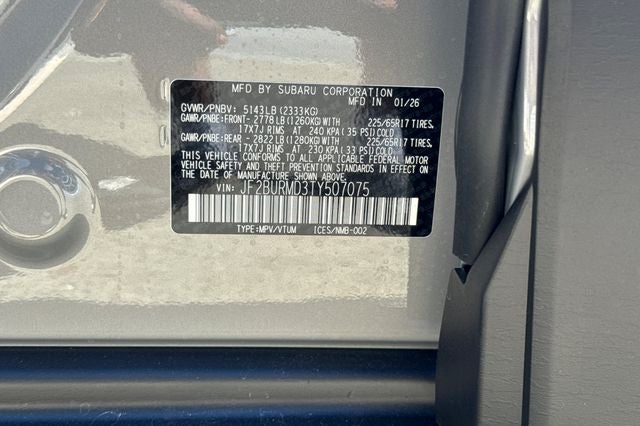 MFD BY SUBARU CORPORATION
MFD IN 01/26
GVWR/PNBV: 5143LB(2333KG)
GAWR/PNBE:FRONT- 2778LB(1260KG)WITH 225/65R17 TIRES,
17X7J RIMS AT 240 KPA(35 PSI)COLD
GAWR/PNBE:REAR - 2822LB(1280KG)WITH 225/65R17 TIRES,
17X7J RIMS AT 230 KPA(33 PSI)COLD
THIS VEHICLE CONFORMS TO ALL APPLICABLE FEDERAL MOTOR
VEHICLE SAFETY AND THEFT PREVENTION STANDARDS IN EFFECT ON
THE DATE OF MANUFACTURE SHOWN ABOVE.
VIN: JF2BURMD3TY507075
TYPE:MPV/VTUM ICES/NMB-002